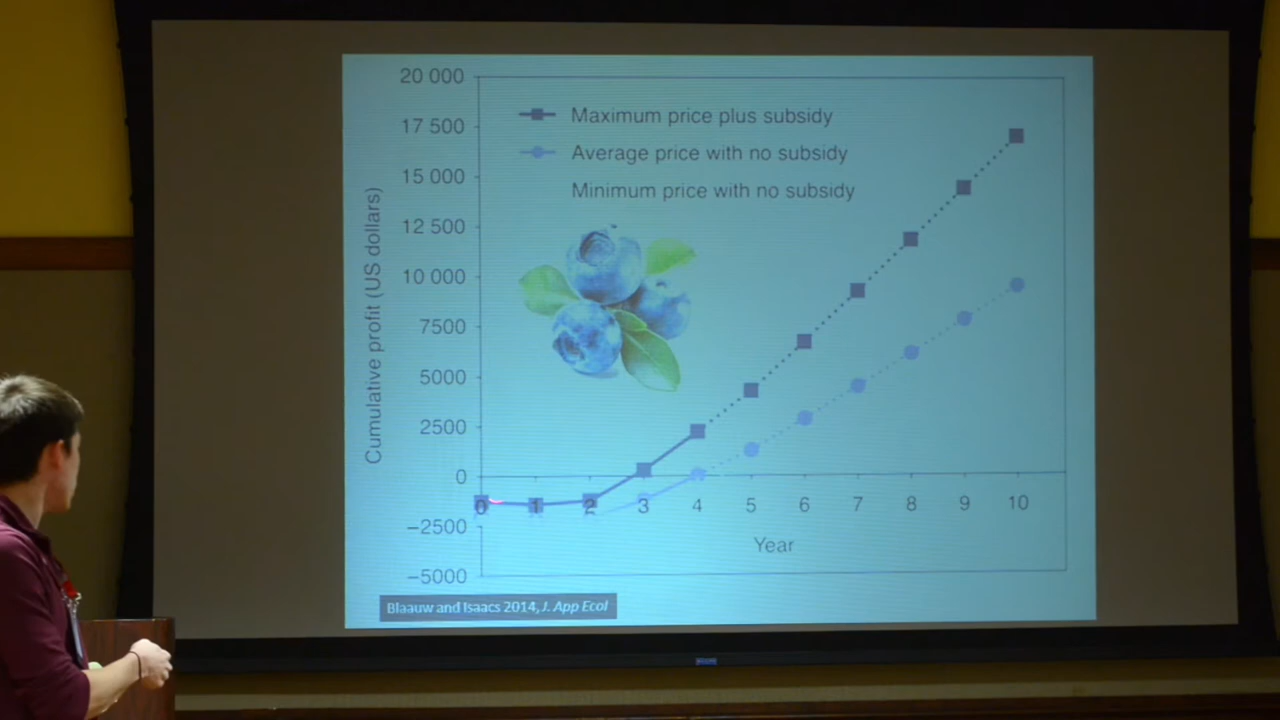 20 000
17 500
15 000
12 500
10 000
7500
5000
2500
0
−2500
−5000
Cumulative profit (US dollars)
Maximum price plus subsidy
Average price with no subsidy
Minimum price with no subsidy
0 1 2 3 4 5 6 7 8 9 10
Year
Blaauw and Isaacs 2014, J. App Ecol